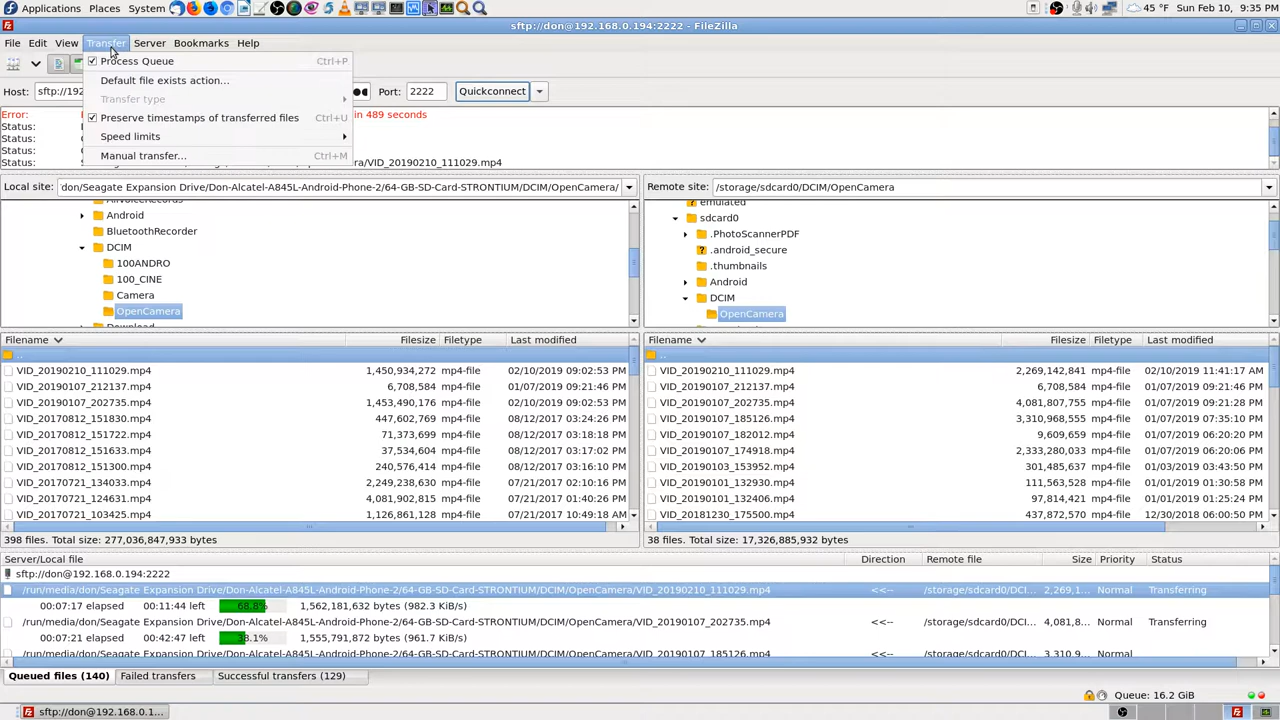 Applications Places System 45 °F Sun Feb 10, 9:35 PM
sftp://don@192.168.0.194:2222 - FileZilla
File Edit View Transfer Server Bookmarks Help
Process Queue Ctrl+P
Default file exists action...
Transfer type
Preserve timestamps of transferred files Ctrl+U
Speed limits
Manual transfer... Ctrl+M
Host: sftp://192 Port: 2222 Quickconnect
Error: in 489 seconds
Status:
Status:
Status:
Status: /VID_20190210_111029.mp4
Local site: don/Seagate Expansion Drive/Don-Alcatel-A845L-Android-Phone-2/64-GB-SD-Card-STRONTIUM/DCIM/OpenCamera/
Android
BluetoothRecorder
DCIM
100ANDRO
100_CINE
Camera
OpenCamera
Download
Remote site: /storage/sdcard0/DCIM/OpenCamera
emulated
sdcard0
.PhotoScannerPDF
.android_secure
.thumbnails
Android
DCIM
OpenCamera
Filename Filesize Filetype Last modified
..
VID_20190210_111029.mp4 1,450,934,272 mp4-file 02/10/2019 09:02:53 PM
VID_20190107_212137.mp4 6,708,584 mp4-file 01/07/2019 09:21:46 PM
VID_20190107_202735.mp4 1,453,490,176 mp4-file 02/10/2019 09:02:53 PM
VID_20170812_151830.mp4 447,602,769 mp4-file 08/12/2017 03:24:26 PM
VID_20170812_151722.mp4 71,373,699 mp4-file 08/12/2017 03:18:18 PM
VID_20170812_151633.mp4 37,534,604 mp4-file 08/12/2017 03:17:02 PM
VID_20170812_151300.mp4 240,576,414 mp4-file 08/12/2017 03:16:10 PM
VID_20170721_134033.mp4 2,249,238,630 mp4-file 07/21/2017 02:10:16 PM
VID_20170721_124631.mp4 4,081,902,815 mp4-file 07/21/2017 01:40:26 PM
VID_20170721_103425.mp4 1,126,861,128 mp4-file 07/21/2017 10:49:18 AM
398 files. Total size: 277,036,847,933 bytes
Filename Filesize Filetype Last modified
..
VID_20190210_111029.mp4 2,269,142,841 mp4-file 02/10/2019 11:41:17 AM
VID_20190107_212137.mp4 6,708,584 mp4-file 01/07/2019 09:21:46 PM
VID_20190107_202735.mp4 4,081,807,755 mp4-file 01/07/2019 09:21:28 PM
VID_20190107_185126.mp4 3,310,968,555 mp4-file 01/07/2019 07:35:10 PM
VID_20190107_182012.mp4 9,609,659 mp4-file 01/07/2019 06:20:20 PM
VID_20190107_174918.mp4 2,333,280,033 mp4-file 01/07/2019 06:20:06 PM
VID_20190103_153952.mp4 301,485,637 mp4-file 01/03/2019 03:43:50 PM
VID_20190101_132930.mp4 111,563,528 mp4-file 01/01/2019 01:30:58 PM
VID_20190101_132406.mp4 97,814,421 mp4-file 01/01/2019 01:25:24 PM
VID_20181230_175500.mp4 437,872,570 mp4-file 12/30/2018 06:00:50 PM
38 files. Total size: 17,326,885,932 bytes
Server/Local file Direction Remote file Size Priority Status
sftp://don@192.168.0.194:2222
/run/media/don/Seagate Expansion Drive/Don-Alcatel-A845L-Android-Phone-2/64-GB-SD-Card-STRONTIUM/DCIM/OpenCamera/VID_20190210_111029.mp4 <<-- /storage/sdcard0/DCI... 2,269,1... Normal Transferring
00:07:17 elapsed 00:11:44 left 68.8% 1,562,181,632 bytes (982.3 KiB/s)
/run/media/don/Seagate Expansion Drive/Don-Alcatel-A845L-Android-Phone-2/64-GB-SD-Card-STRONTIUM/DCIM/OpenCamera/VID_20190107_202735.mp4 <<-- /storage/sdcard0/DCI... 4,081,8... Normal Transferring
00:07:21 elapsed 00:42:47 left 38.1% 1,555,791,872 bytes (961.7 KiB/s)
/run/media/don/Seagate Expansion Drive/Don-Alcatel-A845L-Android-Phone-2/64-GB-SD-Card-STRONTIUM/DCIM/OpenCamera/VID_20190107_185126.mp4 <<-- /storage/sdcard0/DCI... 3,310,9... Normal
Queued files (140) Failed transfers Successful transfers (129)
Queue: 16.2 GiB
sftp://don@192.168.0.1...